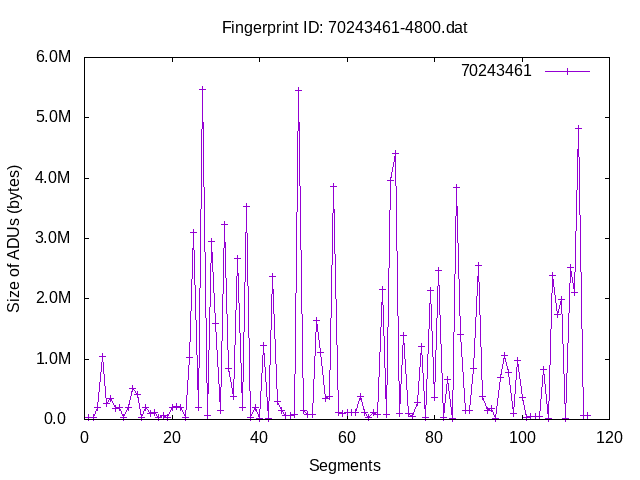 Fingerprint ID: 70243461-4800.dat
6.0M
70243461
5.0M
4.0M
3.0M
2.0M
1.0M
0.0
Size of ADUs (bytes)
0 20 40 60 80 100 120
Segments